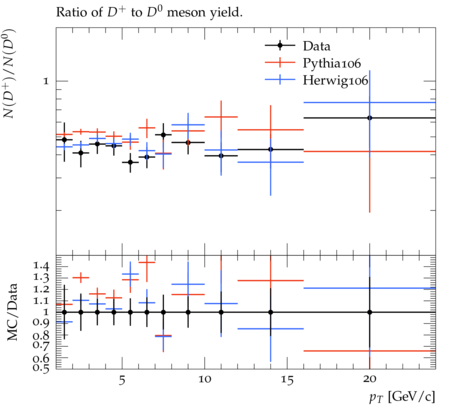 Ratio of D⁺ to D⁰ meson yield.
N(D⁺)/N(D⁰)
Data
Pythia106
Herwig106
1
MC/Data
1.4
1.3
1.2
1.1
1
0.9
0.8
0.7
0.6
0.5
5 10 15 20
p_T [GeV/c]